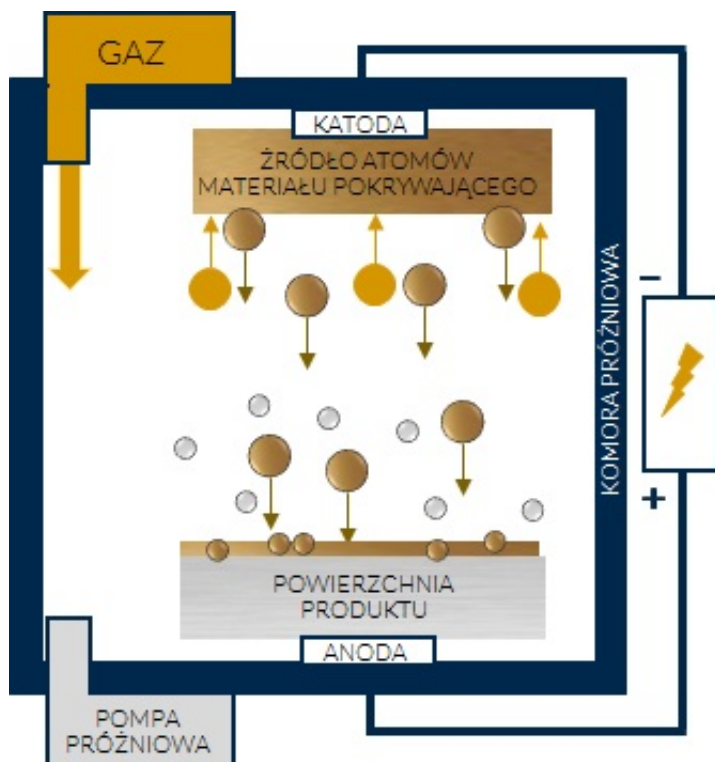 GAZ
KATODA
ŹRÓDŁO ATOMÓW
MATERIAŁU POKRYWAJĄCEGO
KOMORA PRÓŻNIOWA
−
+
POWIERZCHNIA
PRODUKTU
ANODA
POMPA
PRÓŻNIOWA